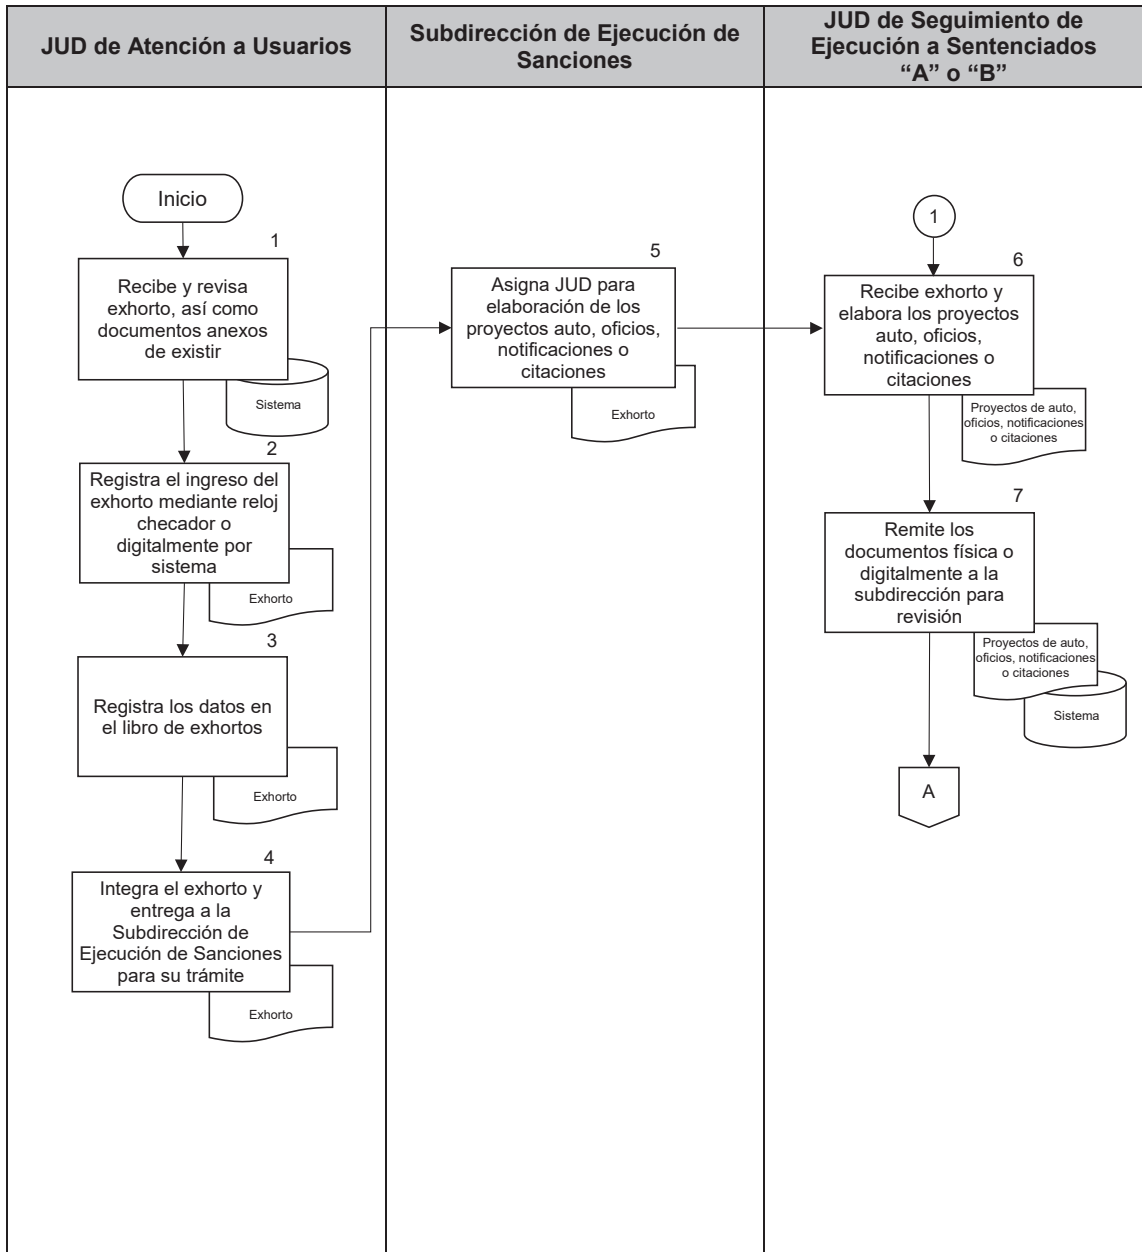 JUD de Atención a Usuarios
Subdirección de Ejecución de
Sanciones
JUD de Seguimiento de
Ejecución a Sentenciados
“A” o “B”
Inicio
1
Recibe y revisa
exhorto, así como
documentos anexos
de existir
Sistema
2
Registra el ingreso del
exhorto mediante reloj
checador o
digitalmente por
sistema
Exhorto
3
Registra los datos en
el libro de exhortos
Exhorto
4
Integra el exhorto y
entrega a la
Subdirección de
Ejecución de Sanciones
para su trámite
Exhorto
5
Asigna JUD para
elaboración de los
proyectos auto, oficios,
notificaciones o
citaciones
Exhorto
1
6
Recibe exhorto y
elabora los proyectos
auto, oficios,
notificaciones o
citaciones
Proyectos de auto,
oficios, notificaciones
o citaciones
7
Remite los
documentos física o
digitalmente a la
subdirección para
revisión
Proyectos de auto,
oficios, notificaciones
o citaciones
Sistema
A